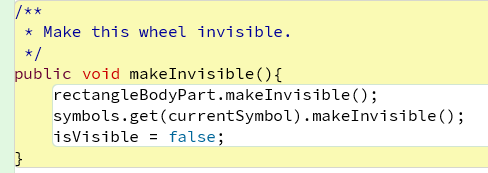 /**
 * Make this wheel invisible.
 */
public void makeInvisible(){
    rectangleBodyPart.makeInvisible();
    symbols.get(currentSymbol).makeInvisible();
    isVisible = false;
}